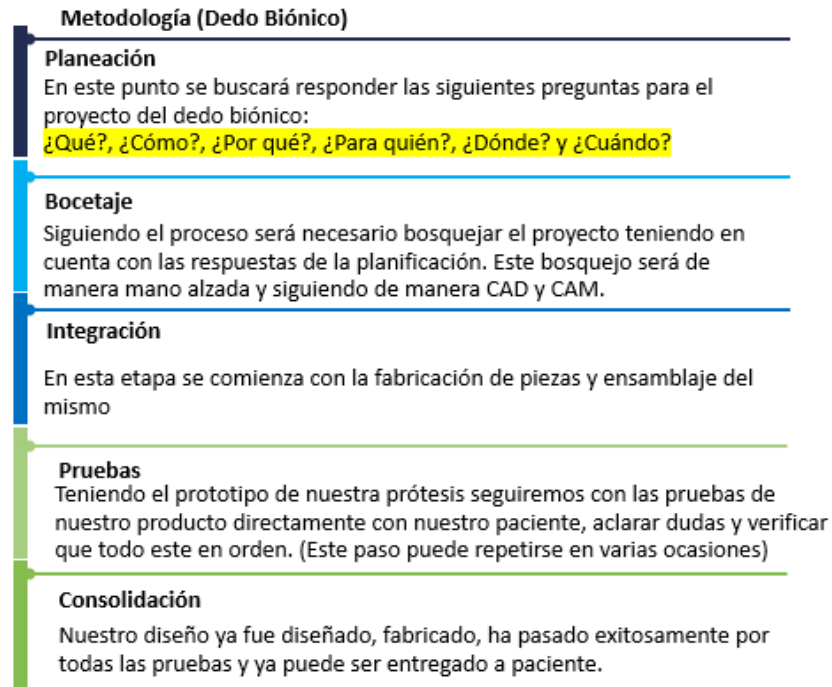 Metodología (Dedo Biónico)
Planeación
En este punto se buscará responder las siguientes preguntas para el
proyecto del dedo biónico:
¿Qué?, ¿Cómo?, ¿Por qué?, ¿Para quién?, ¿Dónde? y ¿Cuándo?
Bocetaje
Siguiendo el proceso será necesario bosquejar el proyecto teniendo en
cuenta con las respuestas de la planificación. Este bosquejo será de
manera mano alzada y siguiendo de manera CAD y CAM.
Integración
En esta etapa se comienza con la fabricación de piezas y ensamblaje del
mismo
Pruebas
Teniendo el prototipo de nuestra prótesis seguiremos con las pruebas de
nuestro producto directamente con nuestro paciente, aclarar dudas y verificar
que todo este en orden. (Este paso puede repetirse en varias ocasiones)
Consolidación
Nuestro diseño ya fue diseñado, fabricado, ha pasado exitosamente por
todas las pruebas y ya puede ser entregado a paciente.